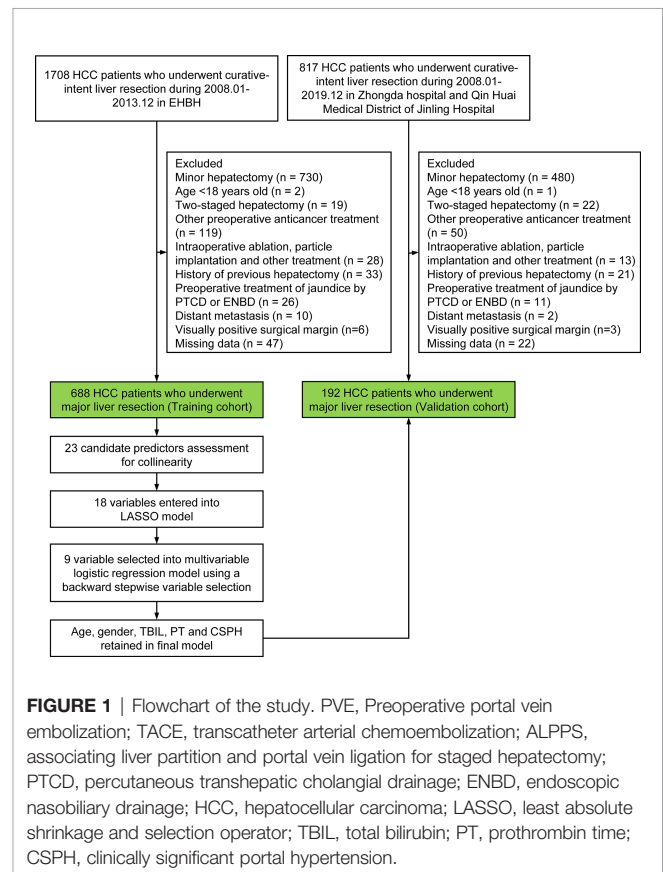 1708 HCC patients who underwent curative-
intent liver resection during 2008.01-
2013.12 in EHBH
817 HCC patients who underwent curative-
intent liver resection during 2008.01-
2019.12 in Zhongda hospital and Qin Huai
Medical District of Jinling Hospital
Excluded
Minor hepatectomy (n = 730)
Age <18 years old (n = 2)
Two-staged hepatectomy (n = 19)
Other preoperative anticancer treatment
(n = 119)
Intraoperative ablation, particle
implantation and other treatment (n = 28)
History of previous hepatectomy (n = 33)
Preoperative treatment of jaundice by
PTCD or ENBD (n = 26)
Distant metastasis (n = 10)
Visually positive surgical margin (n=6)
Missing data (n = 47)
Excluded
Minor hepatectomy (n = 480)
Age <18 years old (n = 1)
Two-staged hepatectomy (n = 22)
Other preoperative anticancer treatment
(n = 50)
Intraoperative ablation, particle
implantation and other treatment (n = 13)
History of previous hepatectomy (n = 21)
Preoperative treatment of jaundice by
PTCD or ENBD (n = 11)
Distant metastasis (n = 2)
Visually positive surgical margin (n=3)
Missing data (n = 22)
688 HCC patients who underwent
major liver resection (Training cohort)
192 HCC patients who underwent
major liver resection (Validation cohort)
23 candidate predictors assessment
for collinearity
18 variables entered into
LASSO model
9 variable selected into multivariable
logistic regression model using a
backward stepwise variable selection
Age, gender, TBIL, PT and CSPH
retained in final model
FIGURE 1 | Flowchart of the study. PVE, Preoperative portal vein
embolization; TACE, transcatheter arterial chemoembolization; ALPPS,
associating liver partition and portal vein ligation for staged hepatectomy;
PTCD, percutaneous transhepatic cholangial drainage; ENBD, endoscopic
nasobiliary drainage; HCC, hepatocellular carcinoma; LASSO, least absolute
shrinkage and selection operator; TBIL, total bilirubin; PT, prothrombin time;
CSPH, clinically significant portal hypertension.